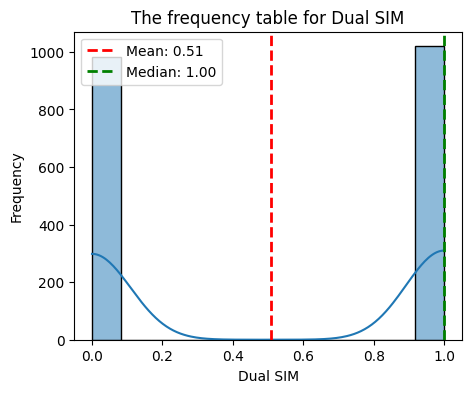 The frequency table for Dual SIM
Mean: 0.51
Median: 1.00
Frequency
1000
800
600
400
200
0
0.0 0.2 0.4 0.6 0.8 1.0
Dual SIM